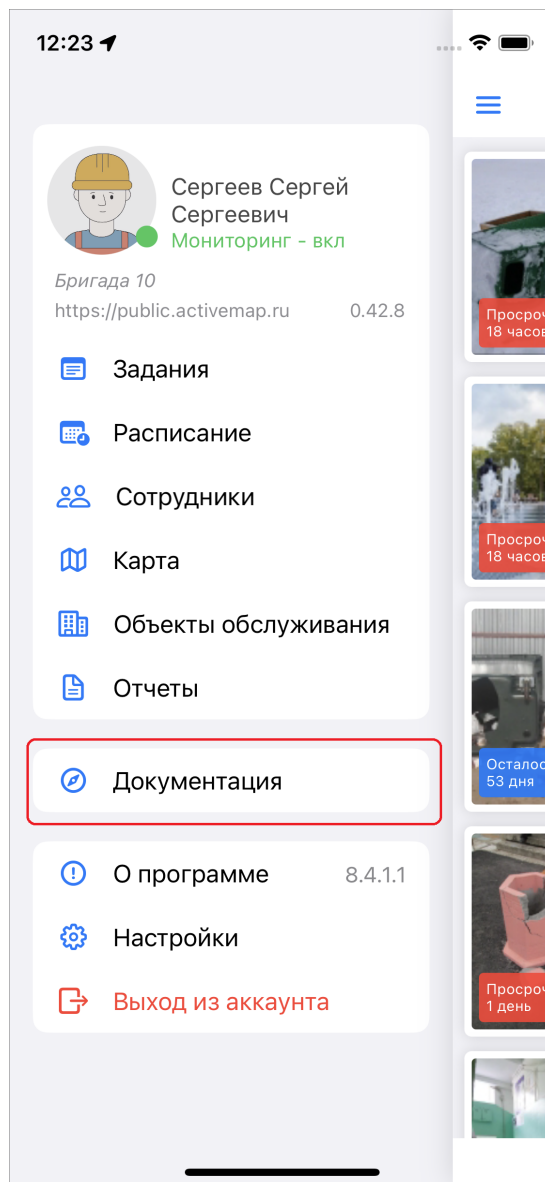 12:23
Сергеев Сергей
Сергеевич
Мониторинг - вкл
Бригада 10
https://public.activemap.ru 0.42.8
Задания
Расписание
Сотрудники
Карта
Объекты обслуживания
Отчеты
Документация
О программе 8.4.1.1
Настройки
Выход из аккаунта
18 часов
18 часов
53 дня
1 день